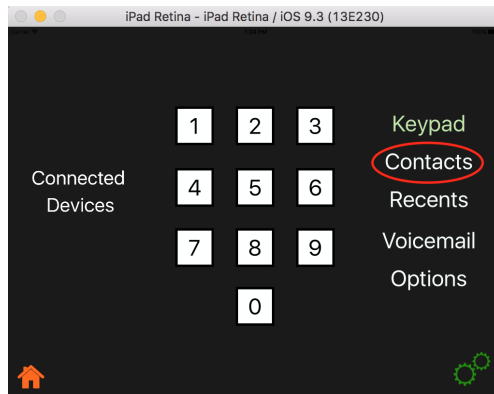 iPad Retina - iPad Retina / iOS 9.3 (13E230)
1 2 3
4 5 6
7 8 9
0
Connected
Devices
Keypad
Contacts
Recents
Voicemail
Options